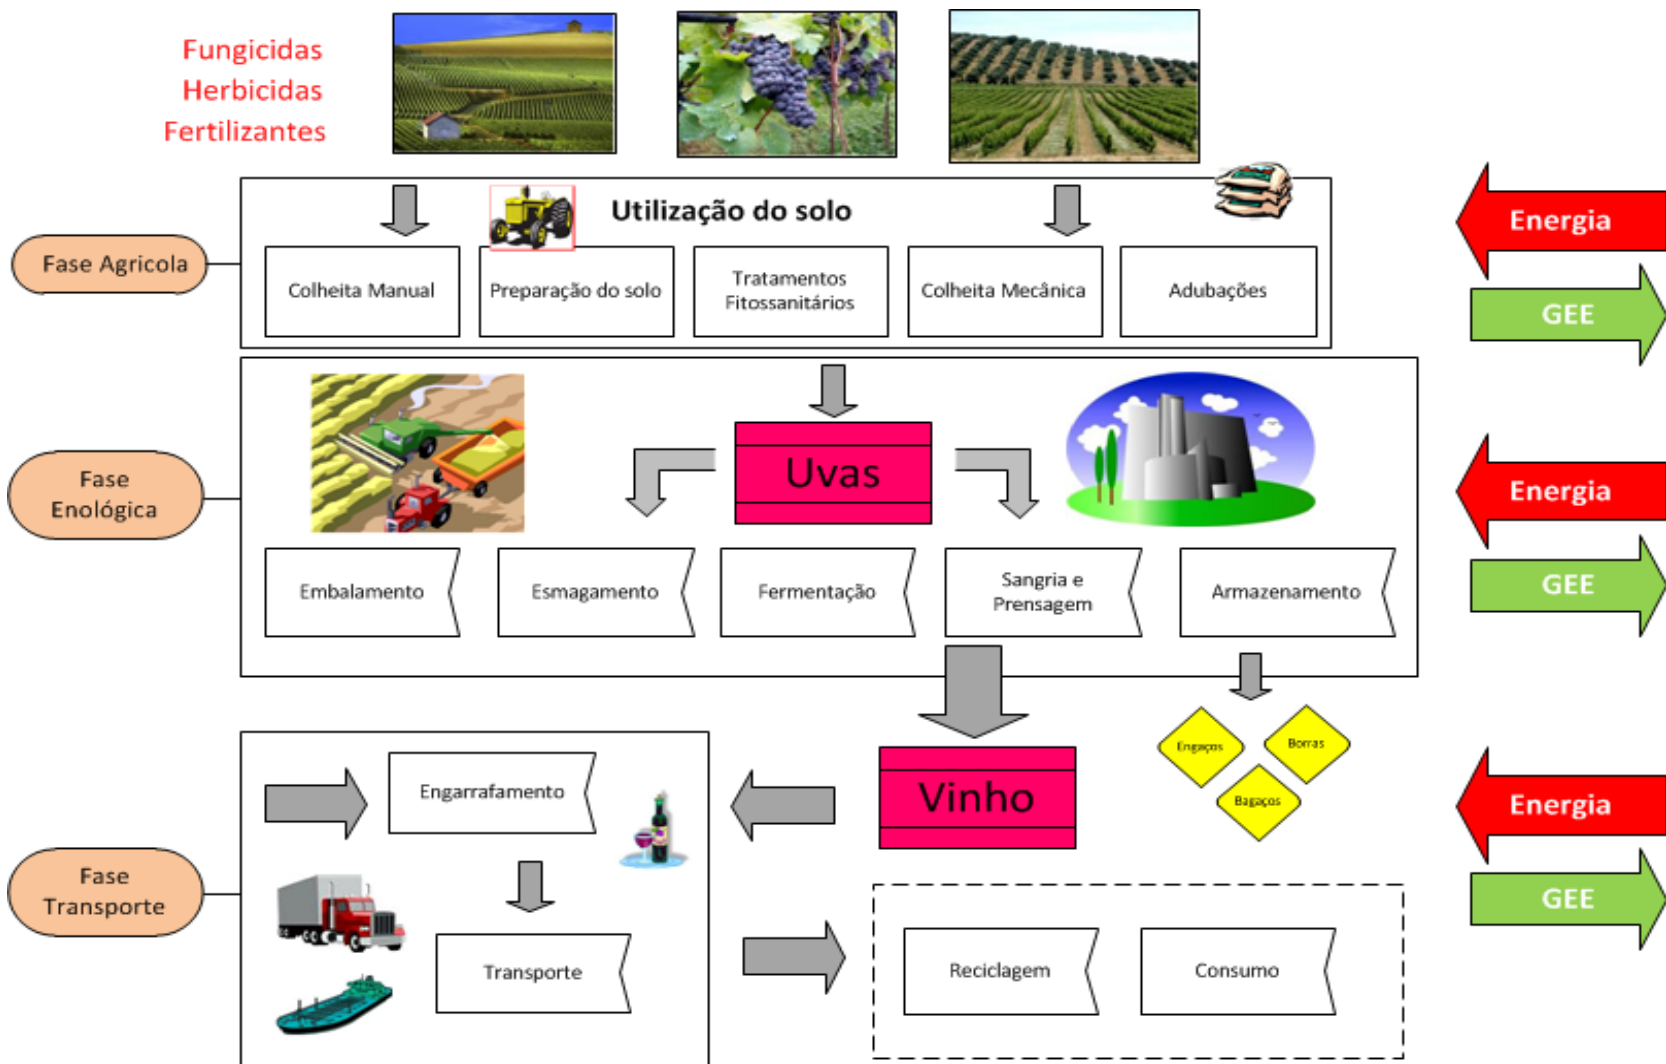 Fungicidas
Herbicidas
Fertilizantes
Utilização do solo
Energia
Fase Agricola
Colheita Manual
Preparação do solo
Tratamentos
Fitossanitários
Colheita Mecânica
Adubações
GEE
Uvas
Fase
Enológica
Energia
Embalamento
Esmagamento
Fermentação
Sangria e
Prensagem
Armazenamento
GEE
Engaços
Borras
Bagaços
Engarrafamento
Vinho
Energia
Fase
Transporte
GEE
Transporte
Reciclagem
Consumo